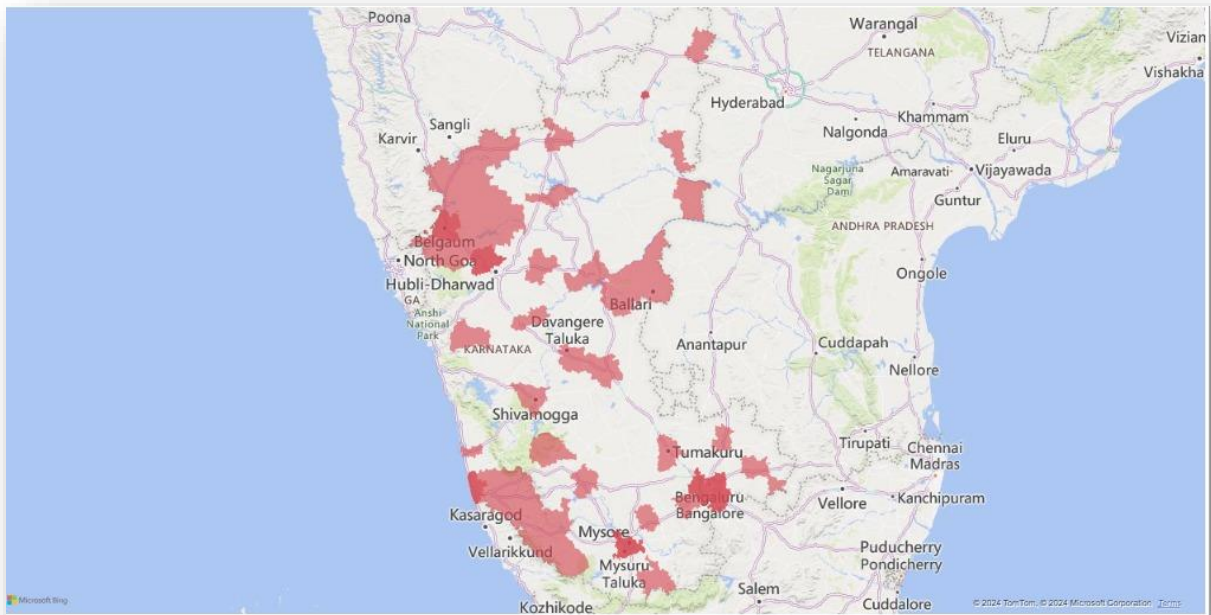 Poona
Warangal
TELANGANA
Vizian
Vishakha
Hyderabad
Khammam
Sangli
Karvir
Nalgonda
Eluru
Nagarjuna
Sagar
Dam
Amaravati
Vijayawada
Guntur
ANDHRA PRADESH
Belgaum
North Goa
Hubli-Dharwad
GA
Ongole
Anshi
National
Park
Ballari
Davangere
Taluka
KARNATAKA
Anantapur
Cuddapah
Nellore
Shivamogga
Tirupati
Chennai
Madras
Tumakuru
Bengaluru
Bangalore
Vellore
Kanchipuram
Kasaragod
Mysore
Vellarikkund
Mysuru
Taluka
Puducherry
Pondicherry
Salem
Kozhikode
Cuddalore
Microsoft Bing
© 2024 TomTom, © 2024 Microsoft Corporation Terms